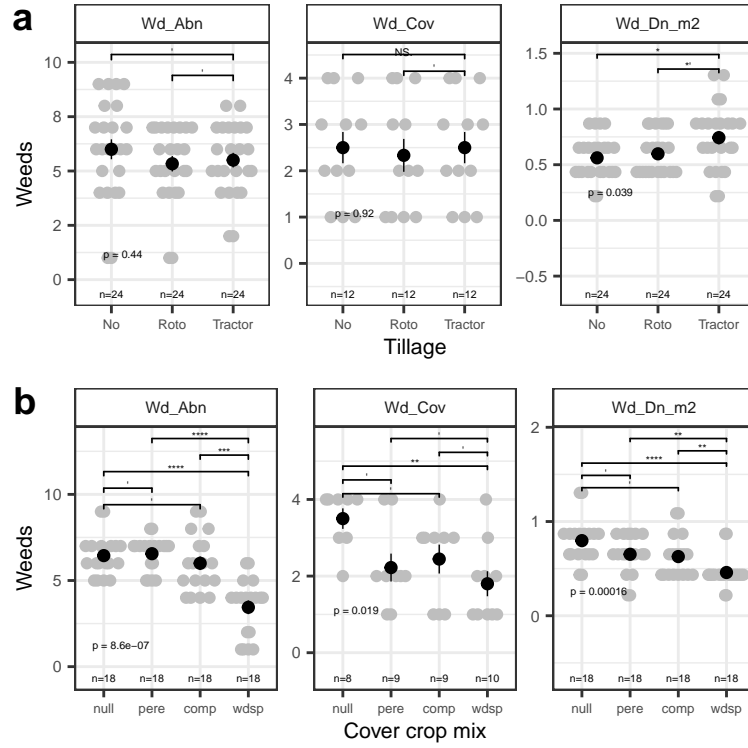 a
Wd_Abn
Wd_Cov
Wd_Dn_m2
Weeds
10
8
5
2
0
p = 0.44
n=24
n=24
n=24
No
Roto
Tractor
NS.
4
3
2
1
0
p = 0.92
n=12
n=12
n=12
No
Roto
Tractor
1.5
1.0
0.5
0.0
−0.5
*
p = 0.039
n=24
n=24
n=24
No
Roto
Tractor
Tillage
b
Wd_Abn
Wd_Cov
Wd_Dn_m2
Weeds
10
5
0
****
***
****
p = 8.6e−07
n=18
n=18
n=18
n=18
null
pere
comp
wdsp
4
2
0
**
p = 0.019
n=8
n=9
n=9
n=10
null
pere
comp
wdsp
2
1
0
**
**
****
p = 0.00016
n=18
n=18
n=18
n=18
null
pere
comp
wdsp
Cover crop mix